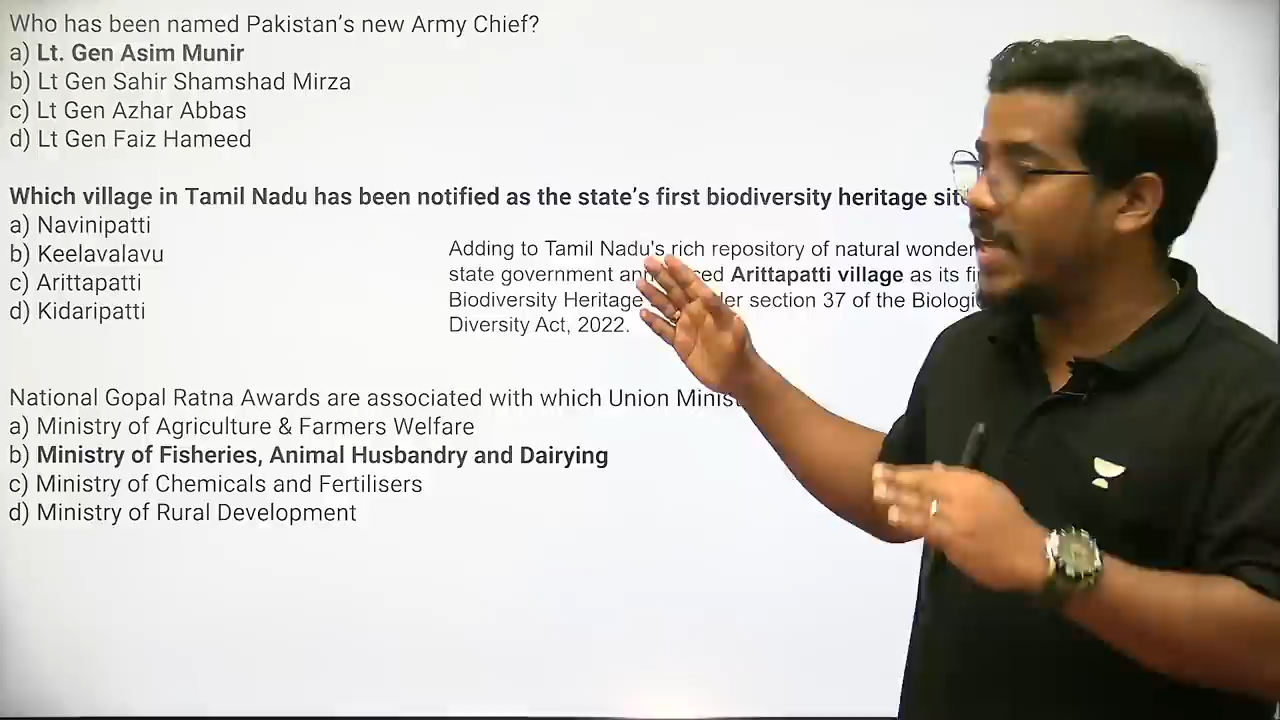 Who has been named Pakistan’s new Army Chief?
a) Lt. Gen Asim Munir
b) Lt Gen Sahir Shamshad Mirza
c) Lt Gen Azhar Abbas
d) Lt Gen Faiz Hameed
Which village in Tamil Nadu has been notified as the state’s first biodiversity heritage
a) Navinipatti
b) Keelavalavu
c) Arittapatti
d) Kidaripatti
Adding to Tamil Nadu's rich repository of natural
state government Arittapatti village as its
Biodiversity Heritage section 37 of the
Diversity Act, 2022.
National Gopal Ratna Awards are associated with which Union
a) Ministry of Agriculture & Farmers Welfare
b) Ministry of Fisheries, Animal Husbandry and Dairying
c) Ministry of Chemicals and Fertilisers
d) Ministry of Rural Development